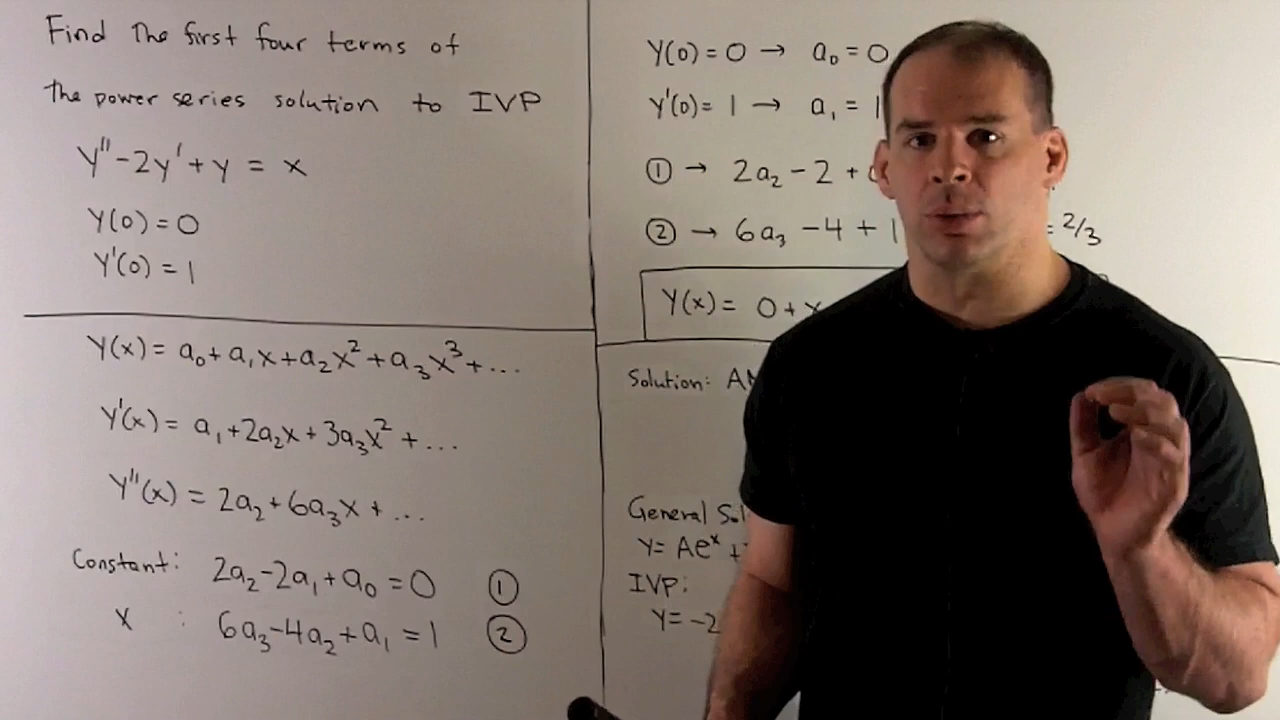 Find the first four terms of
the power series solution to IVP
y'' - 2y' + y = x
y(0) = 0
y'(0) = 1
y(x) = a₀ + a₁x + a₂x² + a₃x³ + ...
y'(x) = a₁ + 2a₂x + 3a₃x² + ...
y''(x) = 2a₂ + 6a₃x + ...
Constant: 2a₂ - 2a₁ + a₀ = 0 ①
x : 6a₃ - 4a₂ + a₁ = 1 ②
y(0) = 0 → a₀ = 0
y'(0) = 1 → a₁ = 1
① → 2a₂ - 2 +
② → 6a₃ - 4 + 1 = 2/3
y(x) = 0 + x
Solution:
General
y = Aeˣ +
IVP:
y = -2